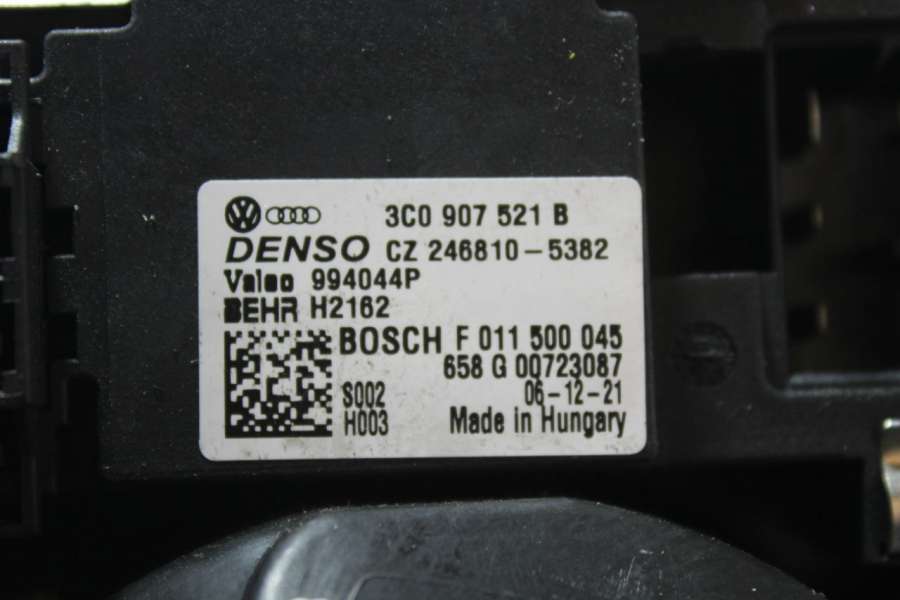 3C0 907 521 B
DENSO CZ 246810-5382
Valeo 994044P
BEHR H2162
BOSCH F 011 500 045
658 G 00723087
S002 06-12-21
H003 Made in Hungary